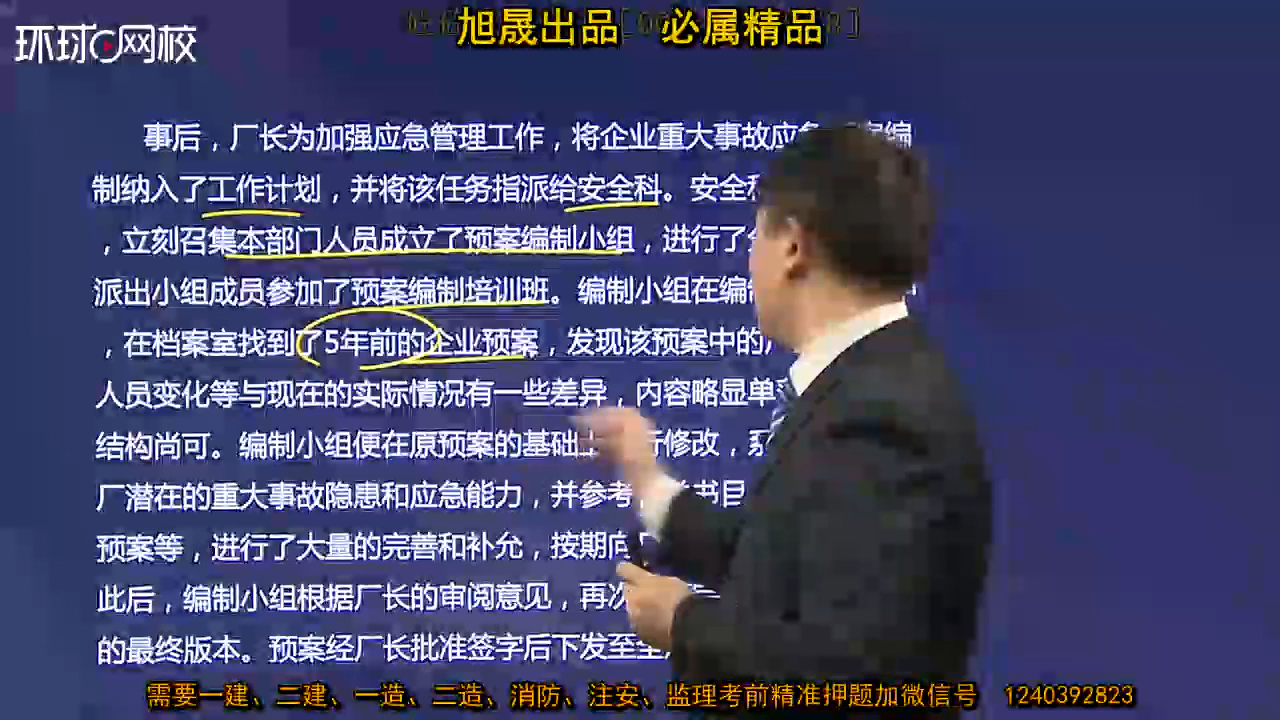 旭晟出品 必属精品
环球网校
事后，厂长为加强应急管理工作，将企业重大事故应急 编
制纳入了工作计划，并将该任务指派给安全科。安全
，立刻召集本部门人员成立了预案编制小组，进行了
派出小组成员参加了预案编制培训班。编制小组在编
，在档案室找到了5年前的企业预案，发现该预案中的
人员变化等与现在的实际情况有一些差异，内容略显单
结构尚可。编制小组便在原预案的基础上 行修改，系
厂潜在的重大事故隐患和应急能力，并参考 书目
预案等，进行了大量的完善和补充，按期向
此后，编制小组根据厂长的审阅意见，再次
的最终版本。预案经厂长批准签字后下发至全
需要一建、二建、一造、二造、消防、注安、监理考前精准押题加微信号 1240392823